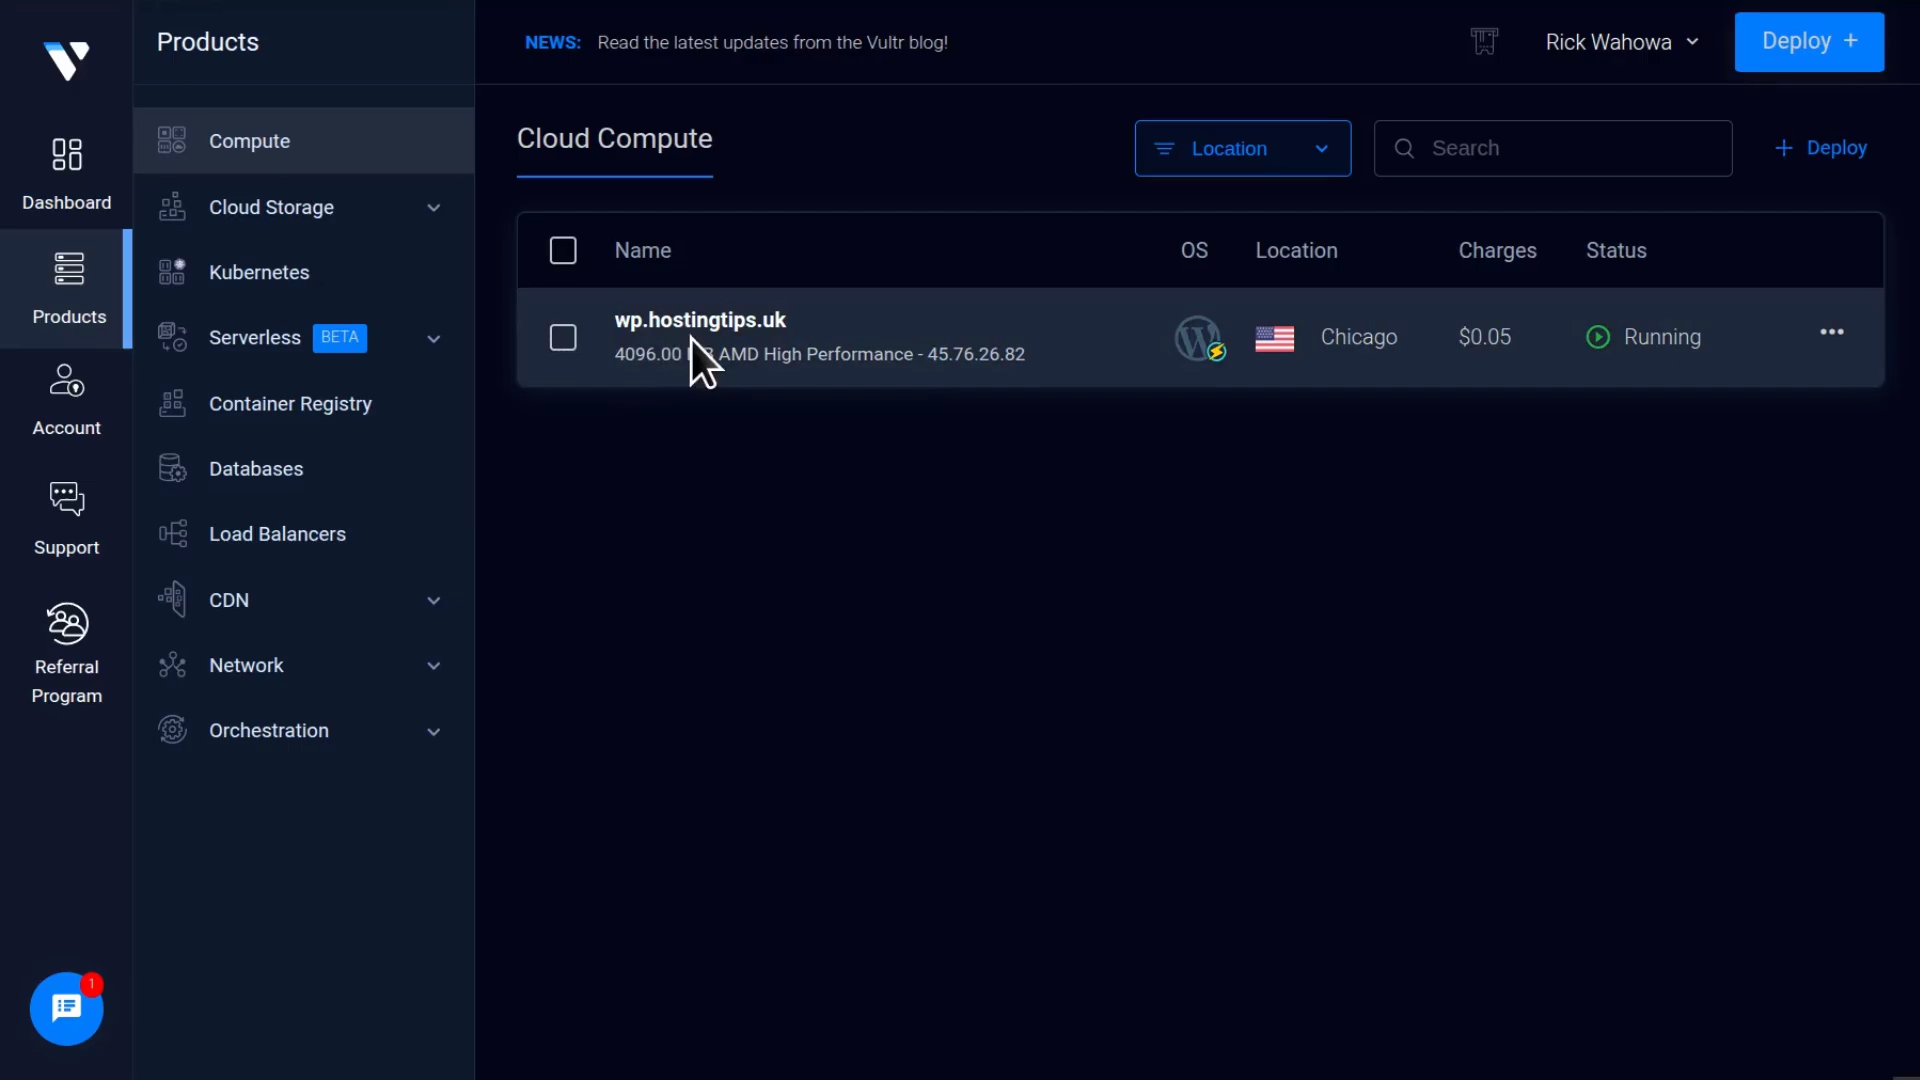 Products
NEWS: Read the latest updates from the Vultr blog!
Rick Wahowa
Deploy +
Dashboard
Products
Account
Support
Referral
Program
1
Compute
Cloud Storage
Kubernetes
Serverless BETA
Container Registry
Databases
Load Balancers
CDN
Network
Orchestration
Cloud Compute
Location
Search
+ Deploy
Name OS Location Charges Status
wp.hostingtips.uk
4096.00 AMD High Performance - 45.76.26.82
Chicago $0.05 Running